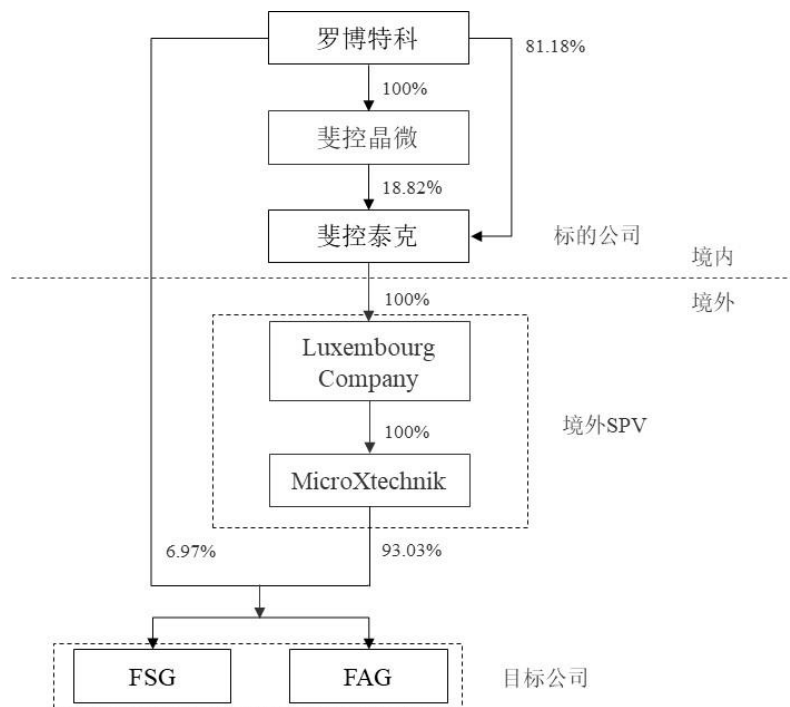 罗博特科
81.18%
100%
斐控晶微
18.82%
斐控泰克
标的公司
境内
100%
境外
Luxembourg
Company
100%
境外SPV
MicroXtechnik
6.97%
93.03%
FSG
FAG
目标公司